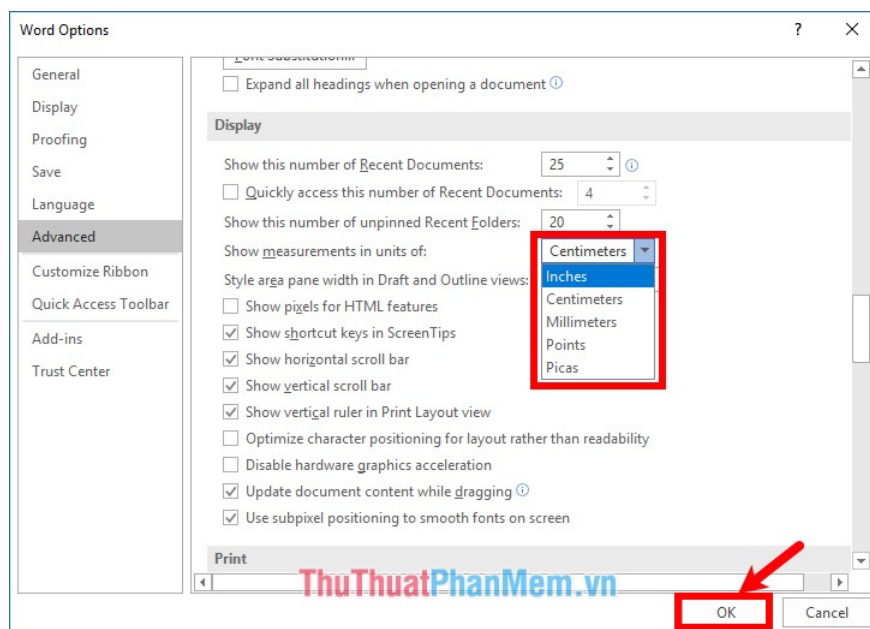 Word Options ? ×
General
Display
Proofing
Save
Language
Advanced
Customize Ribbon
Quick Access Toolbar
Add-ins
Trust Center
Font Substitution...
Expand all headings when opening a document
Display
Show this number of Recent Documents: 25
Quickly access this number of Recent Documents: 4
Show this number of unpinned Recent Folders: 20
Show measurements in units of: Centimeters
Inches
Centimeters
Millimeters
Points
Picas
Style area pane width in Draft and Outline views:
Show pixels for HTML features
Show shortcut keys in ScreenTips
Show horizontal scroll bar
Show vertical scroll bar
Show vertical ruler in Print Layout view
Optimize character positioning for layout rather than readability
Disable hardware graphics acceleration
Update document content while dragging
Use subpixel positioning to smooth fonts on screen
Print
ThuThuatPhanMem.vn
OK Cancel